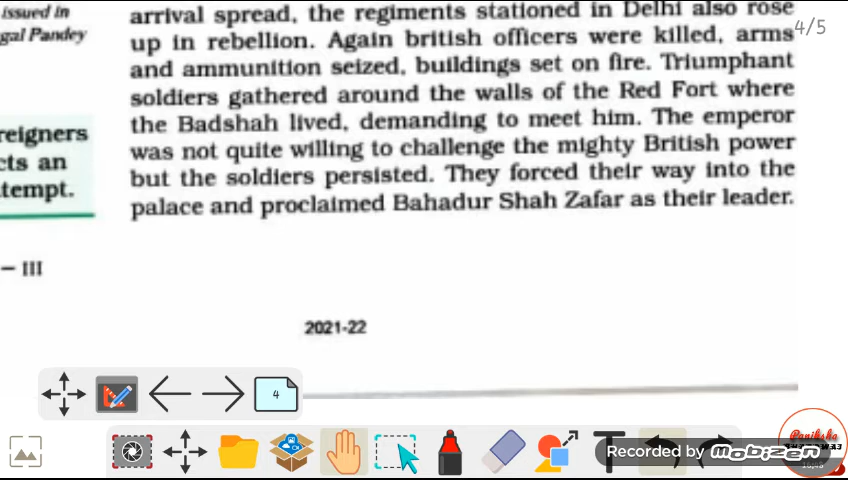 issued in
gal Pandey
reigners
cts an
tempt.
– III
arrival spread, the regiments stationed in Delhi also rose
up in rebellion. Again british officers were killed, arms
and ammunition seized, buildings set on fire. Triumphant
soldiers gathered around the walls of the Red Fort where
the Badshah lived, demanding to meet him. The emperor
was not quite willing to challenge the mighty British power
but the soldiers persisted. They forced their way into the
palace and proclaimed Bahadur Shah Zafar as their leader.
4/5
2021-22
4
T
Recorded by mobizen